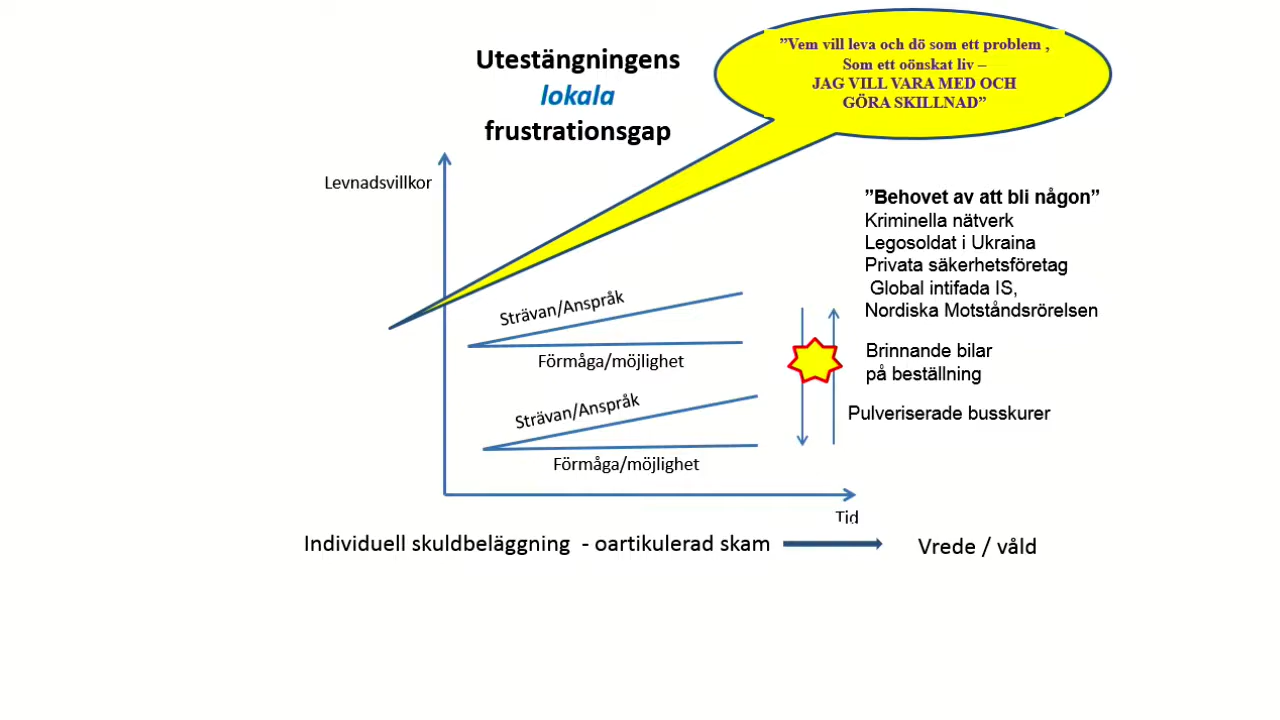 Utestängningens
lokala
frustrationsgap
”Vem vill leva och dö som ett problem ,
Som ett oönskat liv –
JAG VILL VARA MED OCH
GÖRA SKILLNAD”
Levnadsvillkor
”Behovet av att bli någon”
Kriminella nätverk
Legosoldat i Ukraina
Privata säkerhetsföretag
Global intifada IS,
Nordiska Motståndsrörelsen
Strävan/Anspråk
Förmåga/möjlighet
Brinnande bilar
på beställning
Strävan/Anspråk
Pulveriserade busskurer
Förmåga/möjlighet
Tid
Individuell skuldbeläggning - oartikulerad skam
Vrede / våld